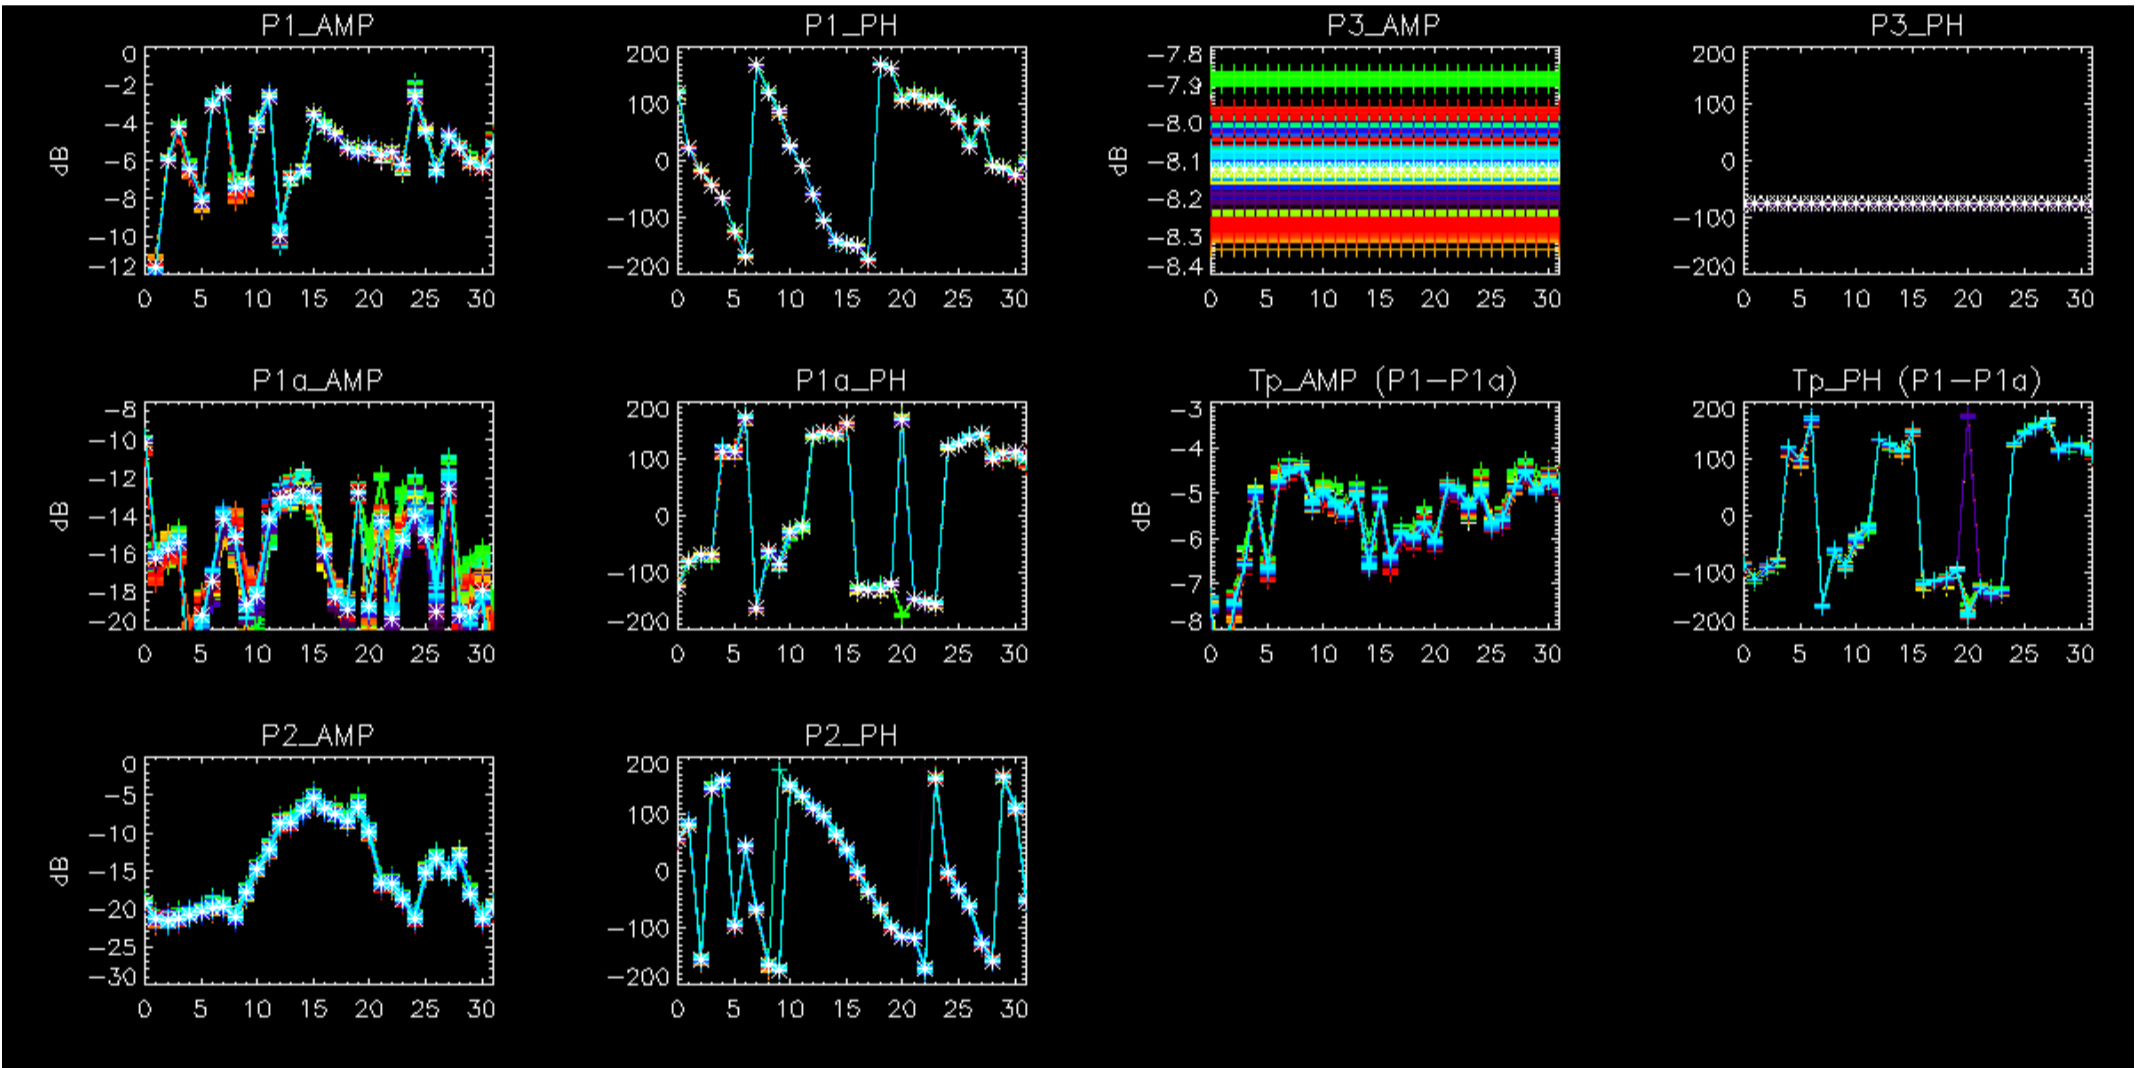 P1_AMP
0
-2
-4
-6
-8
-10
-12
dB
0 5 10 15 20 25 30
P1_PH
200
100
0
-100
-200
0 5 10 15 20 25 30
P3_AMP
-7.8
-7.9
-8.0
-8.1
-8.2
-8.3
-8.4
dB
0 5 10 15 20 25 30
P3_PH
200
100
0
-100
-200
0 5 10 15 20 25 30
P1a_AMP
-8
-10
-12
-14
-16
-18
-20
dB
0 5 10 15 20 25 30
P1a_PH
200
100
0
-100
-200
0 5 10 15 20 25 30
Tp_AMP (P1-P1a)
-3
-4
-5
-6
-7
-8
dB
0 5 10 15 20 25 30
Tp_PH (P1-P1a)
200
100
0
-100
-200
0 5 10 15 20 25 30
P2_AMP
0
-5
-10
-15
-20
-25
-30
dB
0 5 10 15 20 25 30
P2_PH
200
100
0
-100
-200
0 5 10 15 20 25 30